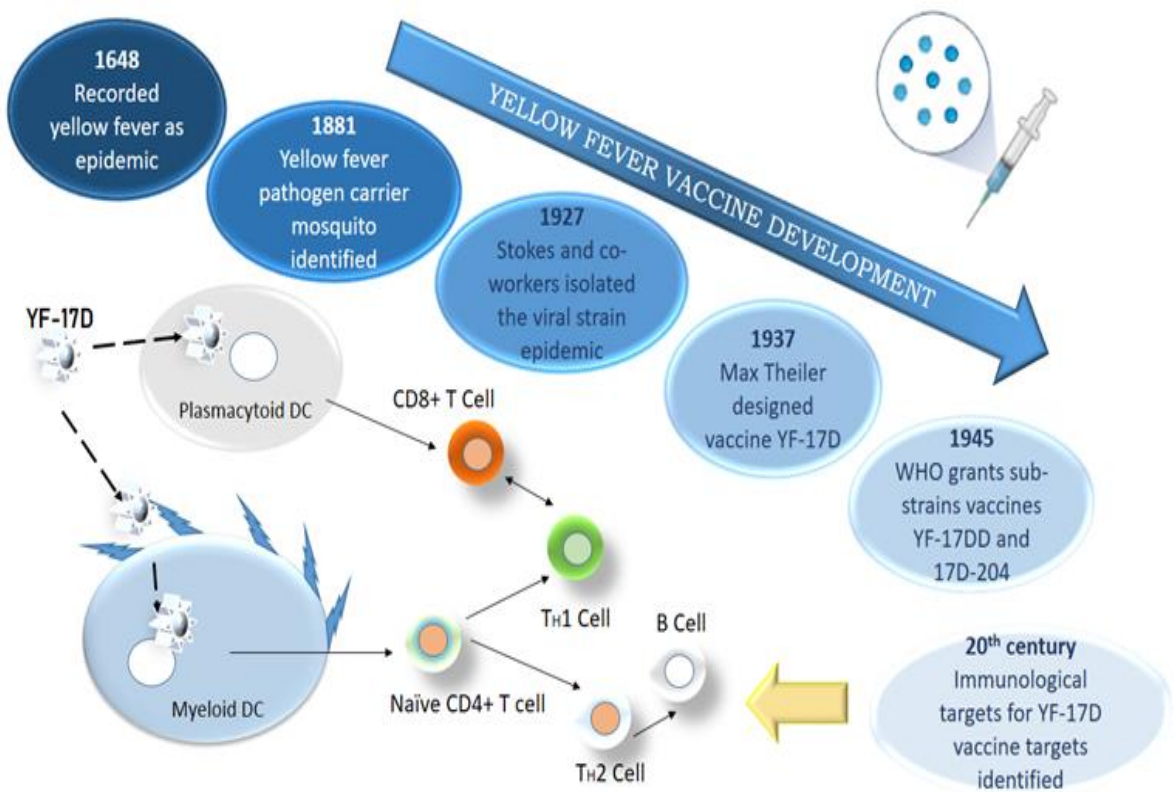 1648
Recorded
yellow fever as
epidemic
1881
Yellow fever
pathogen carrier
mosquito
identified
YELLOW FEVER VACCINE DEVELOPMENT
1927
Stokes and co-
workers isolated
the viral strain
epidemic
1937
Max Theiler
designed
vaccine YF-17D
1945
WHO grants sub-
strains vaccines
YF-17DD and
17D-204
20th century
Immunological
targets for YF-17D
vaccine targets
identified
YF-17D
Plasmacytoid DC
CD8+ T Cell
TH1 Cell
B Cell
Myeloid DC
Naïve CD4+ T cell
TH2 Cell